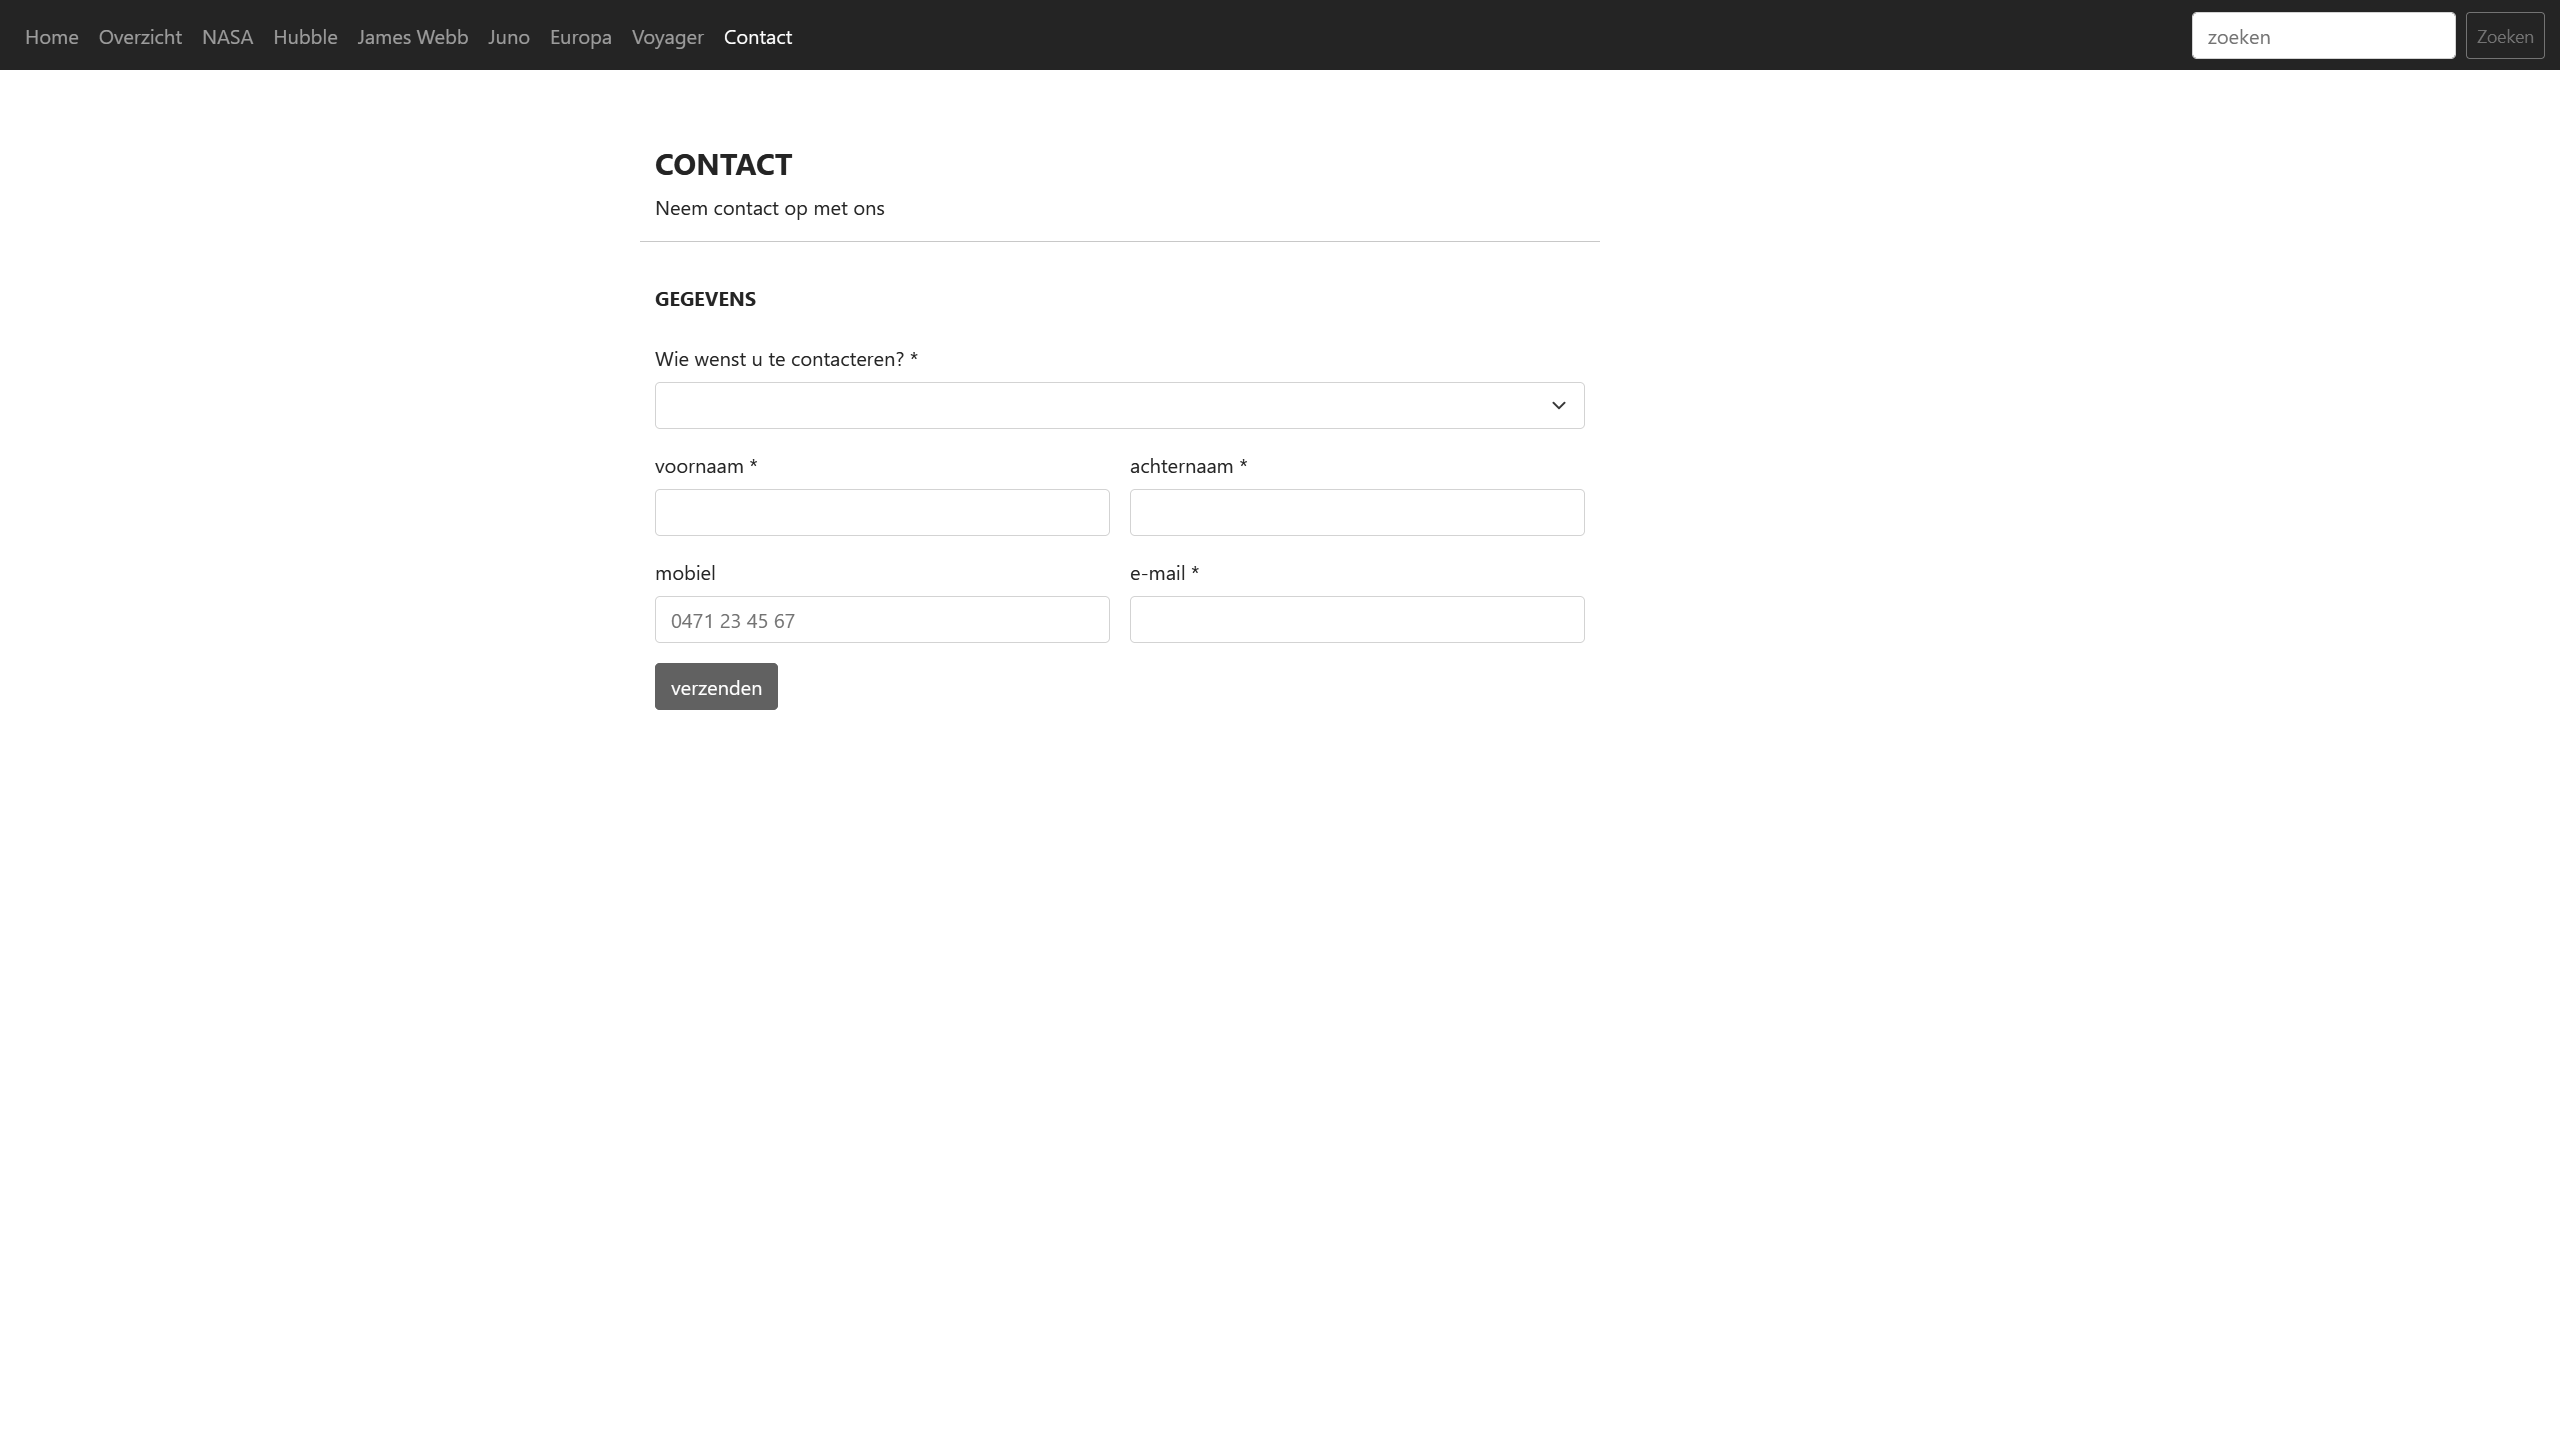 Home Overzicht NASA Hubble James Webb Juno Europa Voyager Contact zoeken Zoeken
CONTACT
Neem contact op met ons
GEGEVENS
Wie wenst u te contacteren? *
voornaam * achternaam *
mobiel e-mail *
0471 23 45 67
verzenden